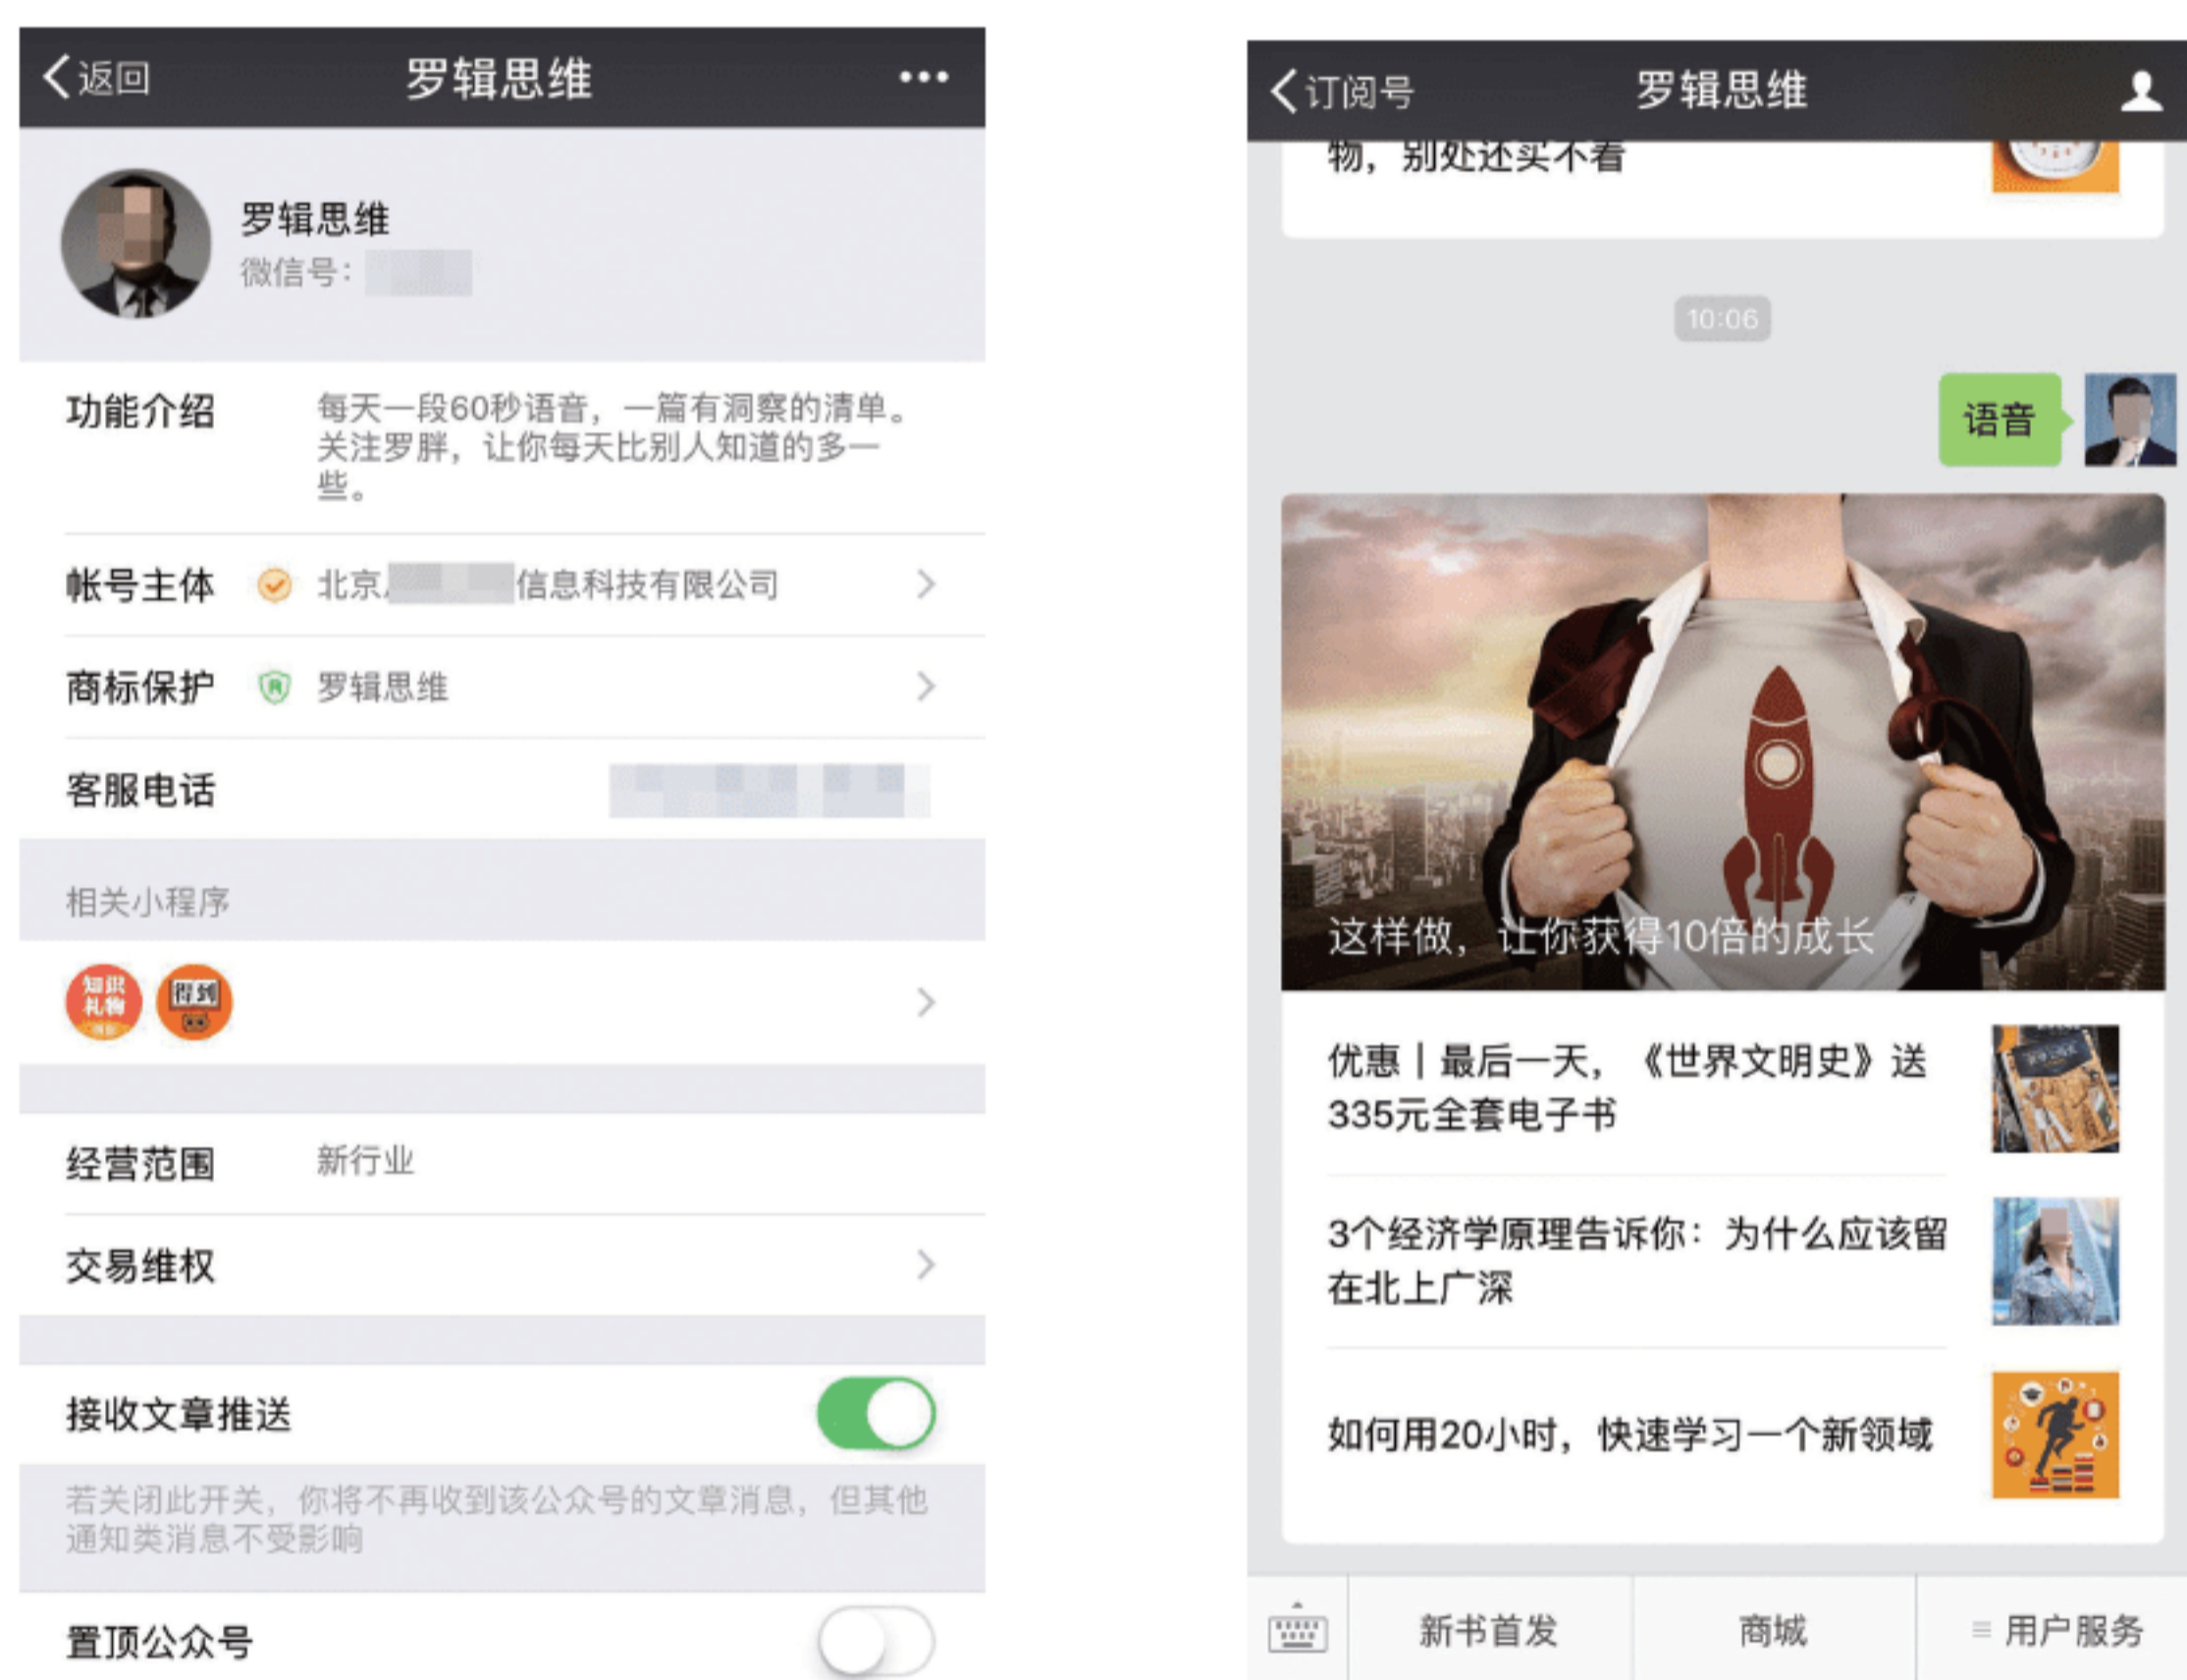 返回
罗辑思维
罗辑思维
微信号：
功能介绍
每天一段60秒语音，一篇有洞察的清单。
关注罗胖，让你每天比别人知道的多一
些。
帐号主体
北京
信息科技有限公司
商标保护
罗辑思维
客服电话
相关小程序
知识
礼物
得到
经营范围
新行业
交易维权
接收文章推送
若关闭此开关，你将不再收到该公众号的文章消息，但其他
通知类消息不受影响
置顶公众号
订阅号
罗辑思维
物，别处还买不着
10:06
语音
这样做，让你获得10倍的成长
优惠 | 最后一天，《世界文明史》送
335元全套电子书
3个经济学原理告诉你：为什么应该留
在北上广深
如何用20小时，快速学习一个新领域
新书首发
商城
用户服务